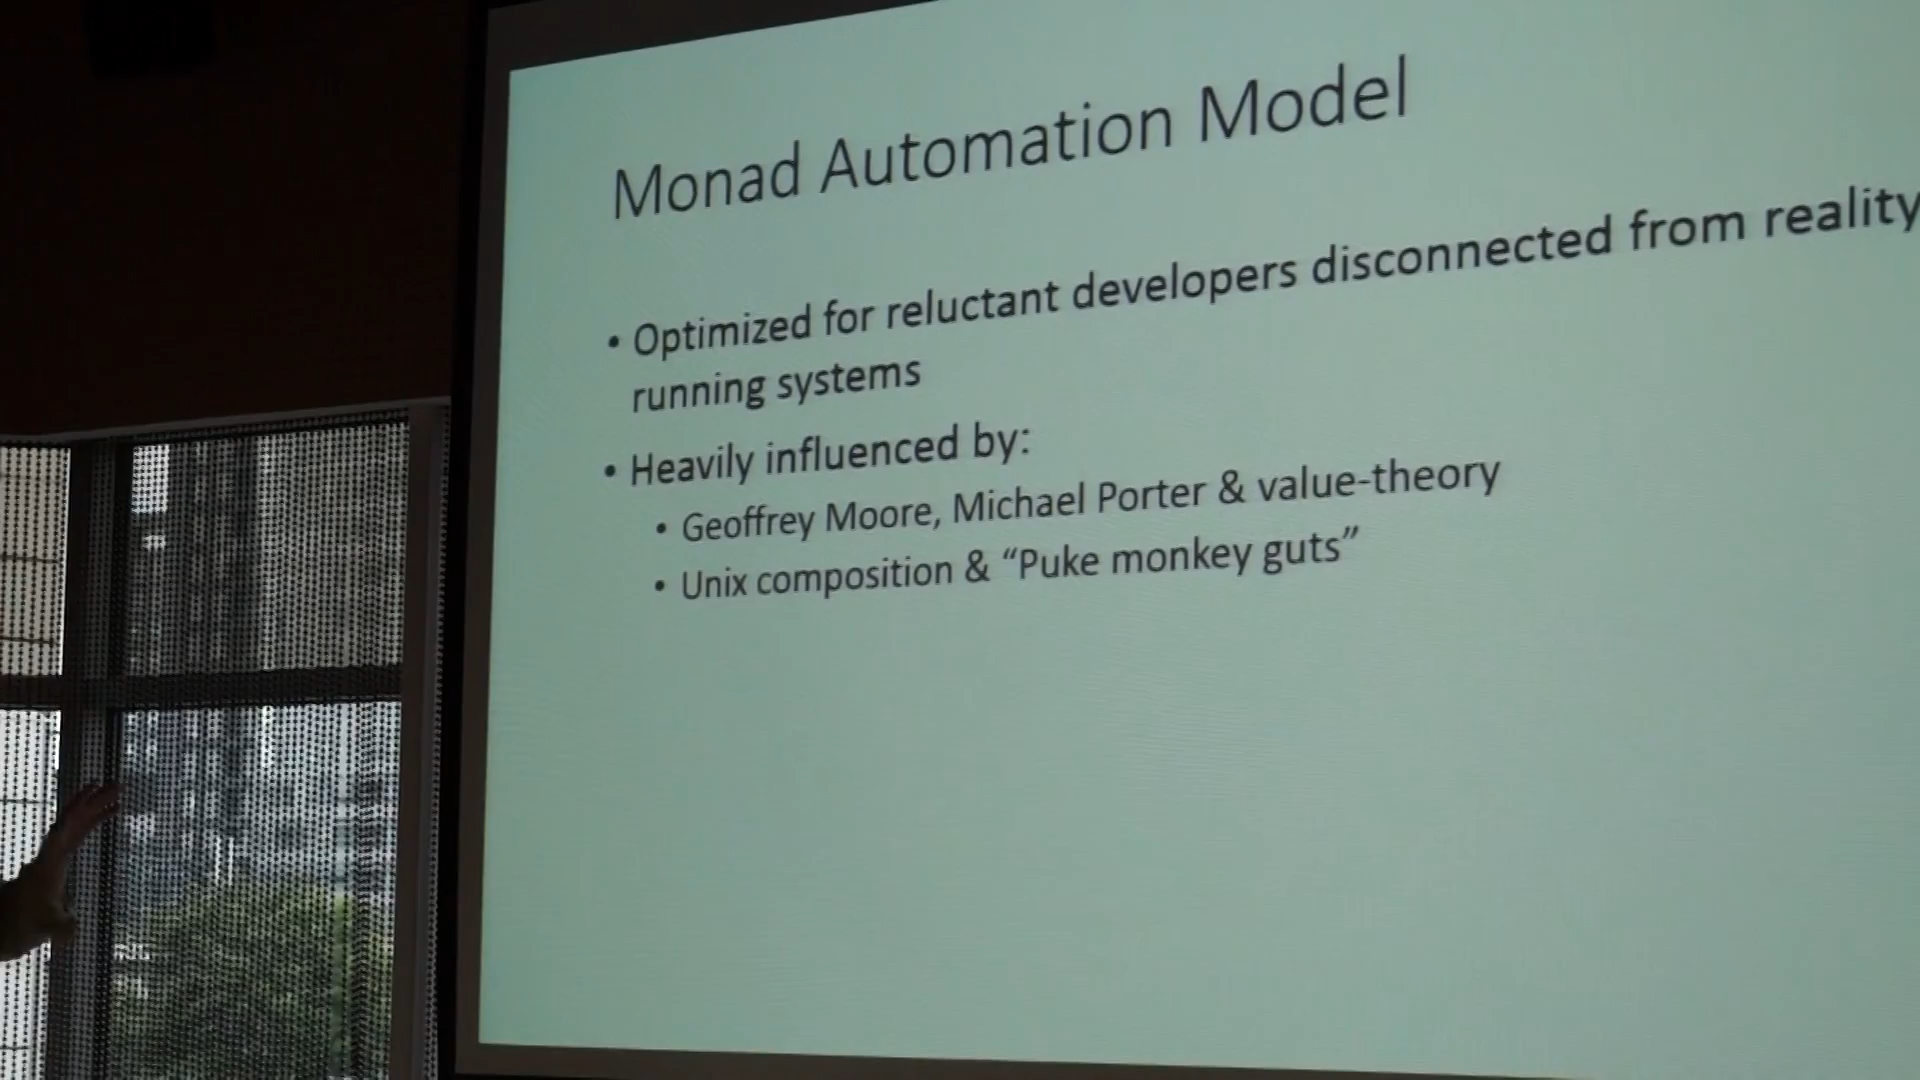 Monad Automation Model
• Optimized for reluctant developers disconnected from reality
running systems
• Heavily influenced by:
• Geoffrey Moore, Michael Porter & value-theory
• Unix composition & “Puke monkey guts”